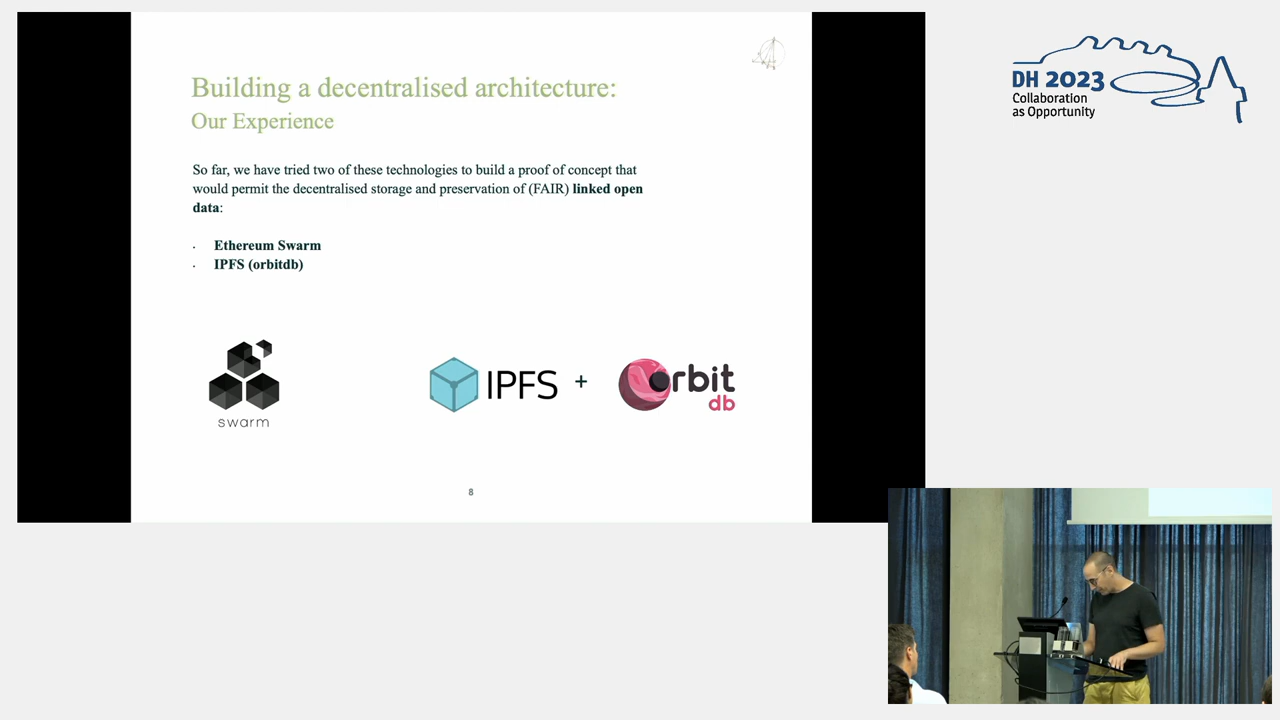 Building a decentralised architecture:
Our Experience
So far, we have tried two of these technologies to build a proof of concept that
would permit the decentralised storage and preservation of (FAIR) linked open
data:
· Ethereum Swarm
· IPFS (orbitdb)
swarm
IPFS + Orbit
db
8
DH 2023
Collaboration
as Opportunity